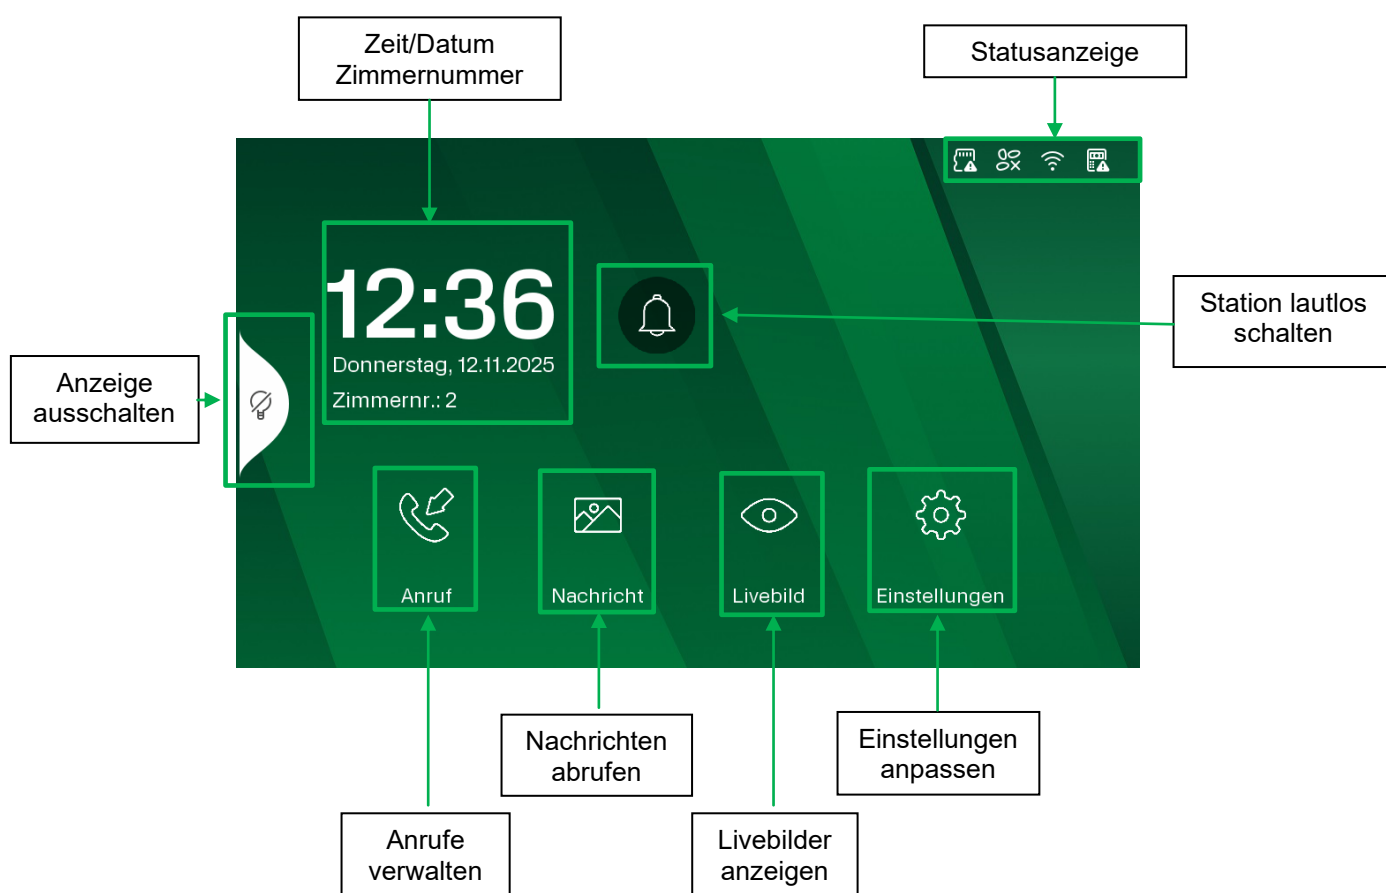 Zeit/Datum
Zimmernummer
Statusanzeige
12:36
Donnerstag, 12.11.2025
Zimmernr.: 2
Station lautlos
schalten
Anzeige
ausschalten
Anruf
Nachricht
Livebild
Einstellungen
Nachrichten
abrufen
Einstellungen
anpassen
Anrufe
verwalten
Livebilder
anzeigen